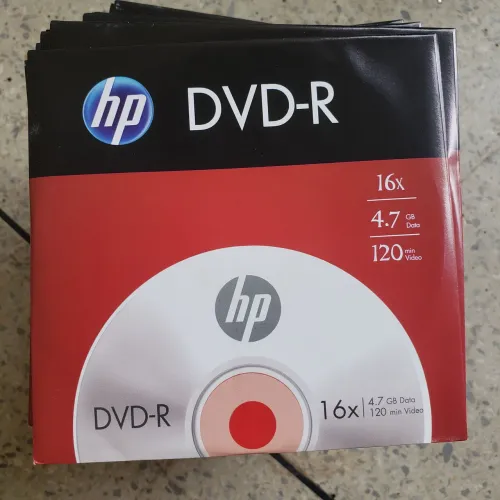 hp DVD-R
16x
4.7 GB Data
120 min Video
hp
DVD-R 16x 4.7 GB Data
120 min Video